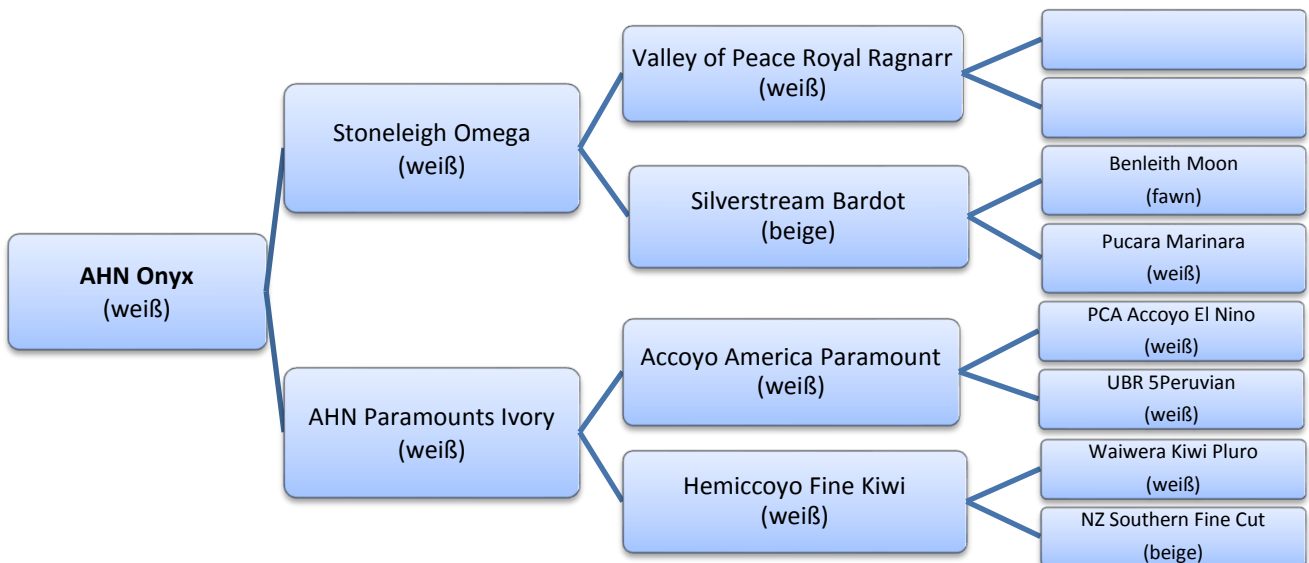 AHN Onyx
(weiß)
Stoneleigh Omega
(weiß)
AHN Paramounts Ivory
(weiß)
Valley of Peace Royal Ragnarr
(weiß)
Silverstream Bardot
(beige)
Accoyo America Paramount
(weiß)
Hemiccoyo Fine Kiwi
(weiß)
Benleith Moon
(fawn)
Pucara Marinara
(weiß)
PCA Accoyo El Nino
(weiß)
UBR 5Peruvian
(weiß)
Waiwera Kiwi Pluro
(weiß)
NZ Southern Fine Cut
(beige)